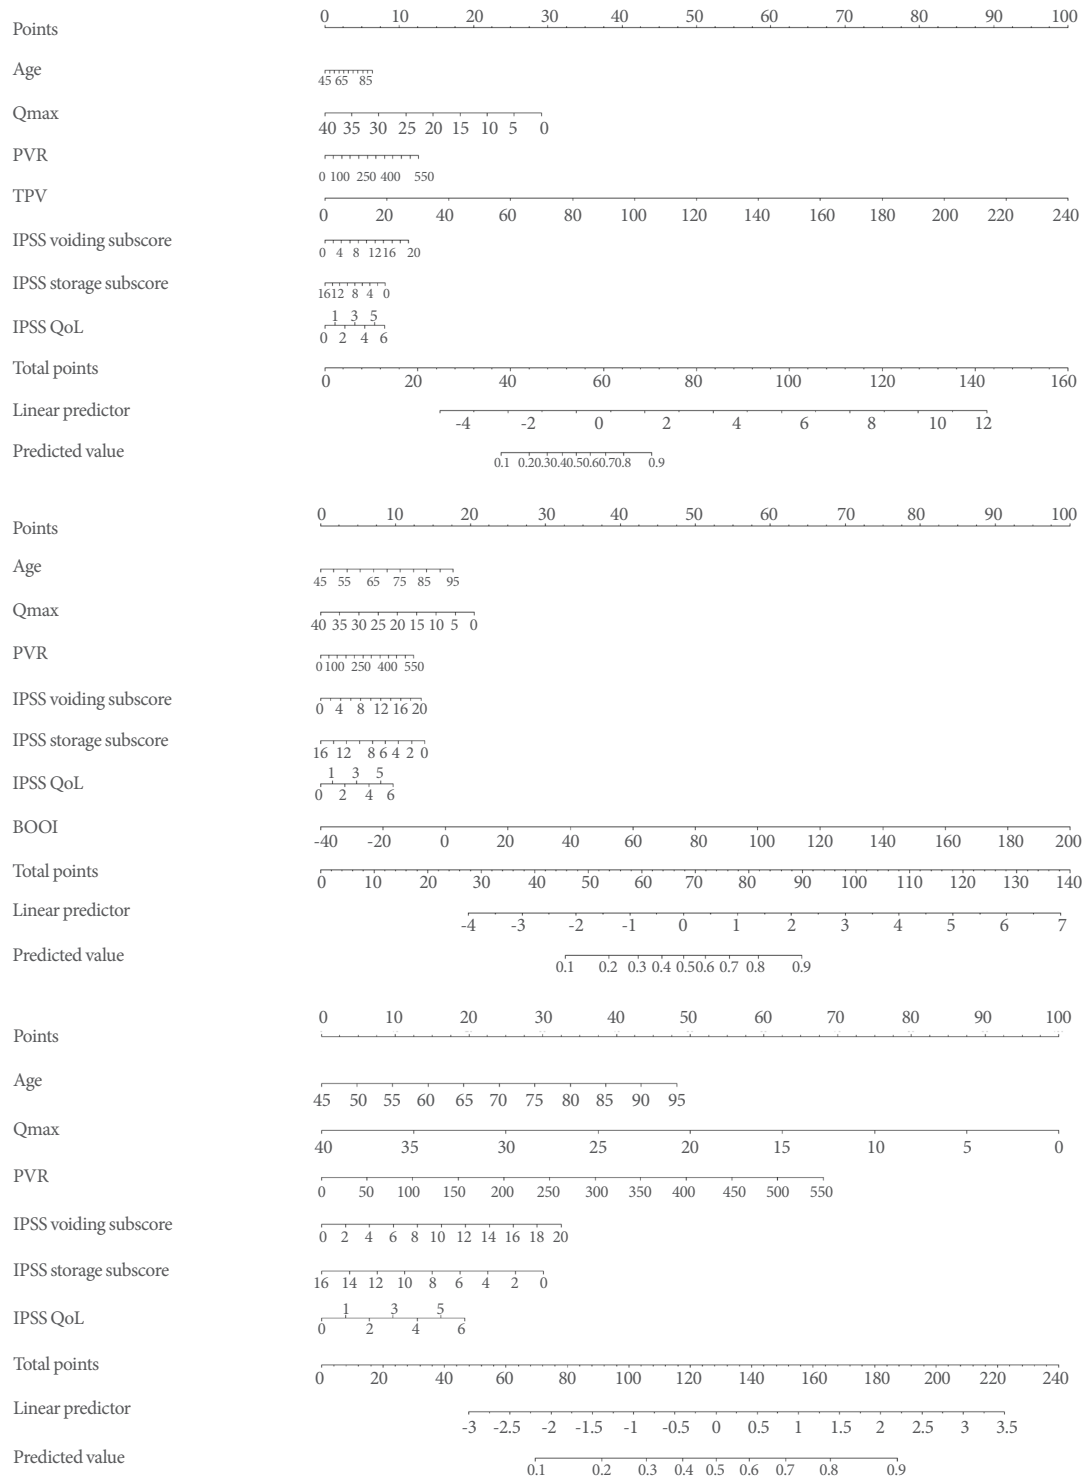 0 10 20 30 40 50 60 70 80 90 100
Points
Age
45 65 85
Qmax
40 35 30 25 20 15 10 5 0
PVR
0 100 250 400 550
TPV
0 20 40 60 80 100 120 140 160 180 200 220 240
IPSS voiding subscore
0 4 8 12 16 20
IPSS storage subscore
16 12 8 4 0
1 3 5
IPSS QoL
0 2 4 6
Total points
0 20 40 60 80 100 120 140 160
Linear predictor
-4 -2 0 2 4 6 8 10 12
Predicted value
0.1 0.2 0.3 0.4 0.5 0.6 0.7 0.8 0.9
0 10 20 30 40 50 60 70 80 90 100
Points
Age
45 55 65 75 85 95
Qmax
40 35 30 25 20 15 10 5 0
PVR
0 100 250 400 550
IPSS voiding subscore
0 4 8 12 16 20
IPSS storage subscore
16 12 8 6 4 2 0
1 3 5
IPSS QoL
0 2 4 6
BOOI
-40 -20 0 20 40 60 80 100 120 140 160 180 200
Total points
0 10 20 30 40 50 60 70 80 90 100 110 120 130 140
Linear predictor
-4 -3 -2 -1 0 1 2 3 4 5 6 7
Predicted value
0.1 0.2 0.3 0.4 0.5 0.6 0.7 0.8 0.9
0 10 20 30 40 50 60 70 80 90 100
Points
Age
45 50 55 60 65 70 75 80 85 90 95
Qmax
40 35 30 25 20 15 10 5 0
PVR
0 50 100 150 200 250 300 350 400 450 500 550
IPSS voiding subscore
0 2 4 6 8 10 12 14 16 18 20
IPSS storage subscore
16 14 12 10 8 6 4 2 0
1 3 5
IPSS QoL
0 2 4 6
Total points
0 20 40 60 80 100 120 140 160 180 200 220 240
Linear predictor
-3 -2.5 -2 -1.5 -1 -0.5 0 0.5 1 1.5 2 2.5 3 3.5
Predicted value
0.1 0.2 0.3 0.4 0.5 0.6 0.7 0.8 0.9